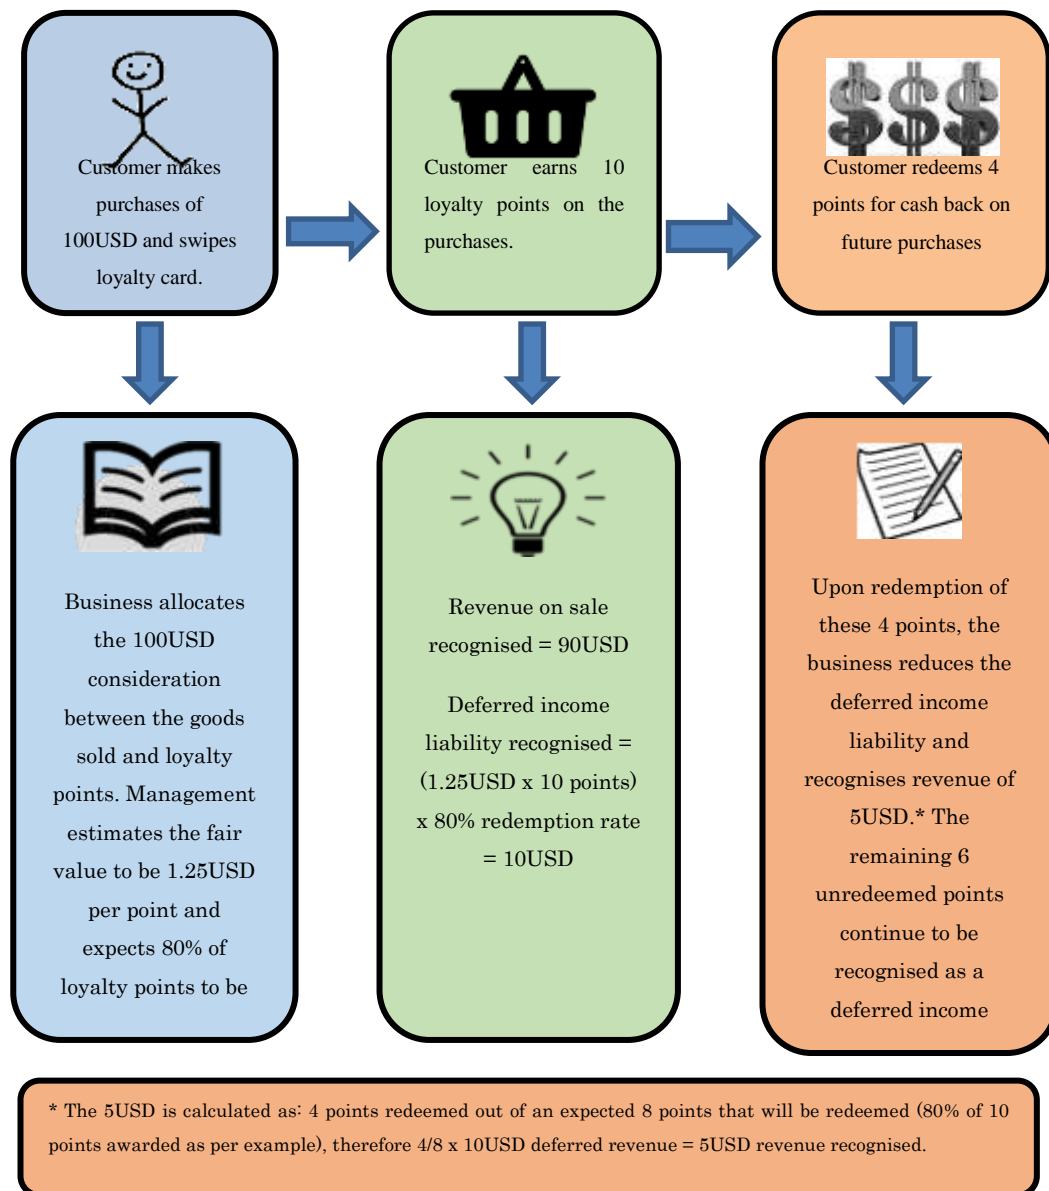 Customer makes
purchases of
100USD and swipes
loyalty card.
Customer earns 10
loyalty points on the
purchases.
Customer redeems 4
points for cash back on
future purchases
Business allocates
the 100USD
consideration
between the goods
sold and loyalty
points. Management
estimates the fair
value to be 1.25USD
per point and
expects 80% of
loyalty points to be
Revenue on sale
recognised = 90USD
Deferred income
liability recognised =
(1.25USD x 10 points)
x 80% redemption rate
= 10USD
Upon redemption of
these 4 points, the
business reduces the
deferred income
liability and
recognises revenue of
5USD.* The
remaining 6
unredeemed points
continue to be
recognised as a
deferred income
* The 5USD is calculated as: 4 points redeemed out of an expected 8 points that will be redeemed (80% of 10
points awarded as per example), therefore 4/8 x 10USD deferred revenue = 5USD revenue recognised.